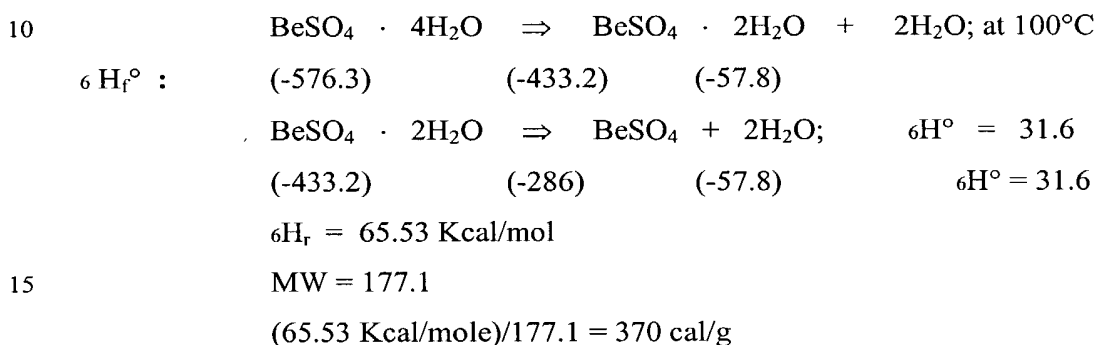 10 BeSO₄ · 4H₂O ⇒ BeSO₄ · 2H₂O + 2H₂O; at 100°C
6 H_f° : (-576.3) (-433.2) (-57.8)
BeSO₄ · 2H₂O ⇒ BeSO₄ + 2H₂O; 6H° = 31.6
(-433.2) (-286) (-57.8) 6H° = 31.6
6H_r = 65.53 Kcal/mol
15 MW = 177.1
(65.53 Kcal/mole)/177.1 = 370 cal/g